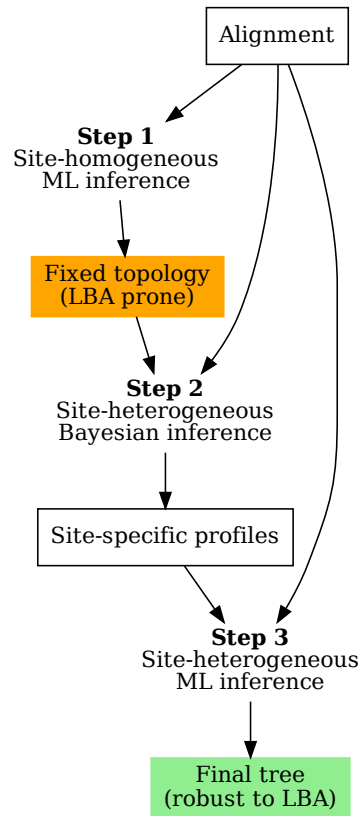 Alignment
Step 1
Site-homogeneous
ML inference
Fixed topology
(LBA prone)
Step 2
Site-heterogeneous
Bayesian inference
Site-specific profiles
Step 3
Site-heterogeneous
ML inference
Final tree
(robust to LBA)